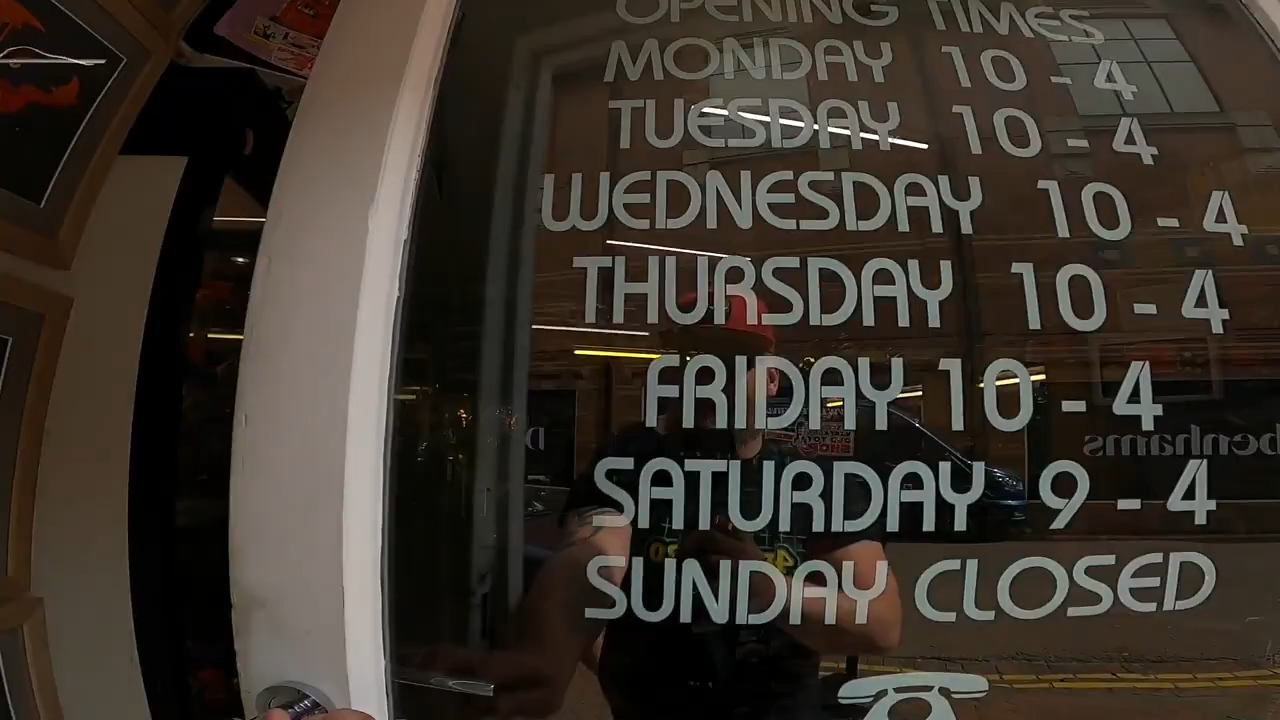 OPENING TIMES
MONDAY 10 - 4
TUESDAY 10 - 4
WEDNESDAY 10 - 4
THURSDAY 10 - 4
FRIDAY 10 - 4
SATURDAY 9 - 4
SUNDAY CLOSED
benhams